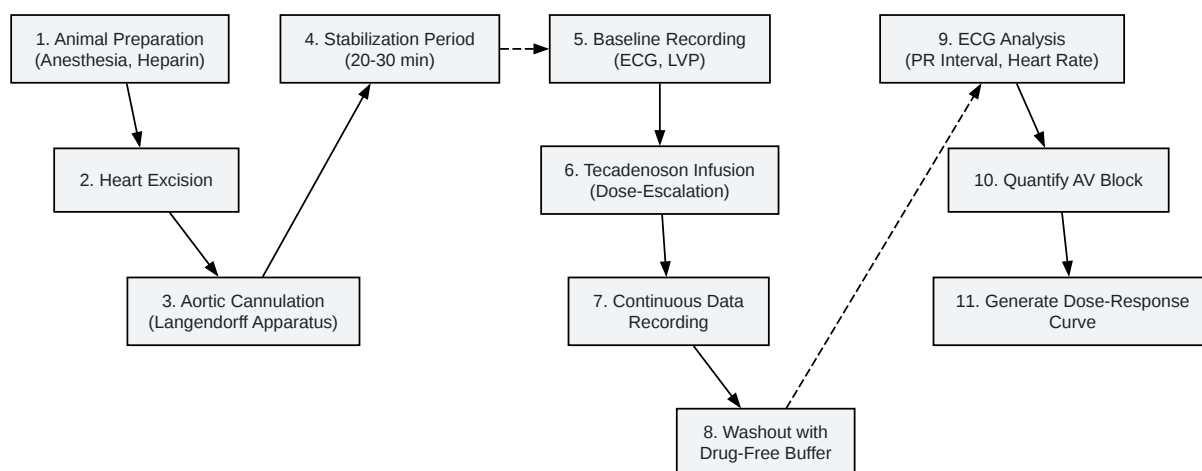 1. Animal Preparation
(Anesthesia, Heparin)
2. Heart Excision
3. Aortic Cannulation
(Langendorff Apparatus)
4. Stabilization Period
(20-30 min)
5. Baseline Recording
(ECG, LVP)
6. Tecadenoson Infusion
(Dose-Escalation)
7. Continuous Data
Recording
8. Washout with
Drug-Free Buffer
9. ECG Analysis
(PR Interval, Heart Rate)
10. Quantify AV Block
11. Generate Dose-Response
Curve